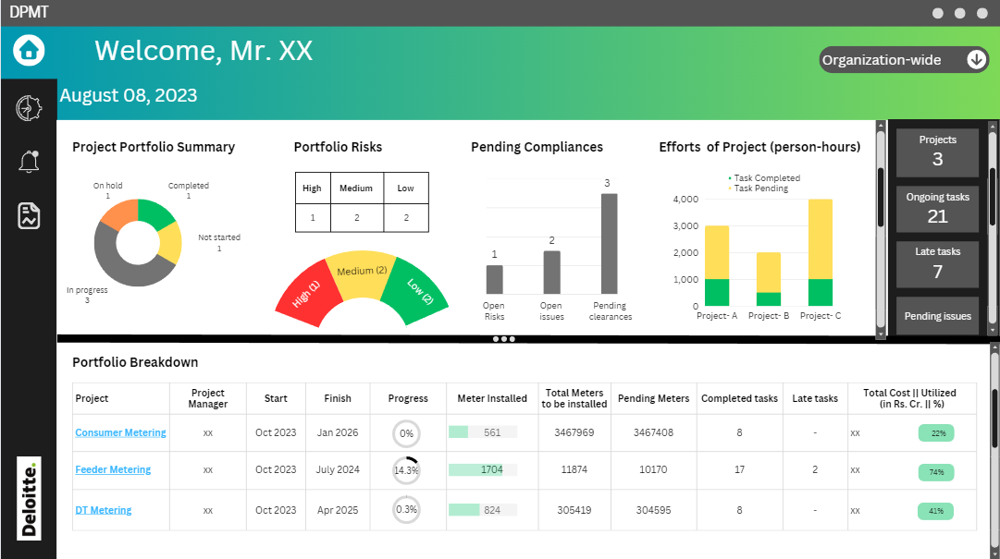 DPMT
Welcome, Mr. XX
Organization-wide
August 08, 2023
Project Portfolio Summary
On hold
1
Completed
1
Not started
1
In progress
3
Portfolio Risks
High Medium Low
1 2 2
High (1)
Medium (2)
Low (2)
Pending Compliances
1
2
3
Open
Risks
Open
issues
Pending
clearances
Efforts of Project (person-hours)
Task Completed
Task Pending
4,000
3,000
2,000
1,000
0
Project- A Project- B Project- C
Projects
3
Ongoing tasks
21
Late tasks
7
Pending issues
Portfolio Breakdown
Project
Project
Manager
Start
Finish
Progress
Meter Installed
Total Meters
to be installed
Pending Meters
Completed tasks
Late tasks
Total Cost || Utilized
(in Rs. Cr. || %)
Consumer Metering xx Oct 2023 Jan 2026 0% 561 3467969 3467408 8 - xx 22%
Feeder Metering xx Oct 2023 July 2024 14.3% 1704 11874 10170 17 2 xx 74%
DT Metering xx Oct 2023 Apr 2025 0.3% 824 305419 304595 8 - xx 41%
Deloitte.